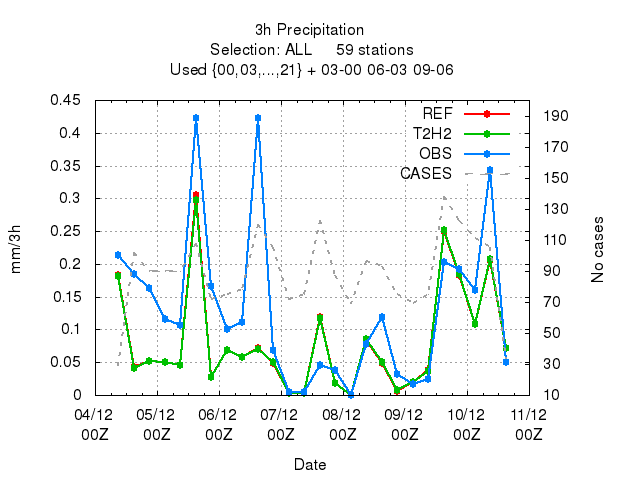 3h Precipitation
Selection: ALL 59 stations
Used {00,03,...,21} + 03-00 06-03 09-06
0.45
0.4
0.35
0.3
0.25
0.2
0.15
0.1
0.05
0
mm/3h
REF
T2H2
OBS
CASES
190
170
150
130
110
90
70
50
30
10
No cases
04/12 05/12 06/12 07/12 08/12 09/12 10/12 11/12
00Z 00Z 00Z 00Z 00Z 00Z 00Z 00Z
Date